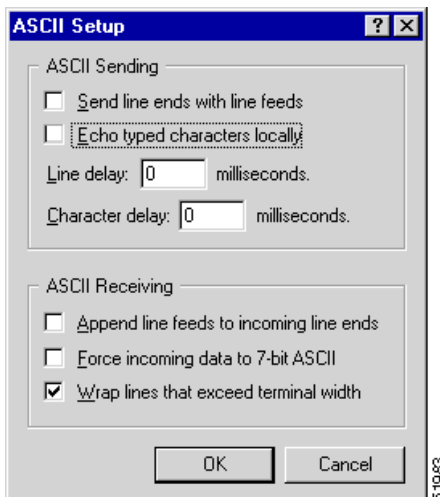 ASCII Setup
ASCII Sending
Send line ends with line feeds
Echo typed characters locally
Line delay: 0 milliseconds.
Character delay: 0 milliseconds.
ASCII Receiving
Append line feeds to incoming line ends
Force incoming data to 7-bit ASCII
Wrap lines that exceed terminal width
OK Cancel
51983